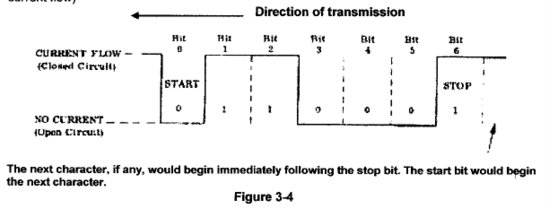 Direction of transmission
Bit Bit Bit Bit Bit Bit Bit
0 1 2 3 4 5 6
CURRENT FLOW –
(Closed Circuit)
START STOP
0 1 1 0 0 0 1
NO CURRENT
(Open Circuit)
The next character, if any, would begin immediately following the stop bit. The start bit would begin
the next character.
Figure 3-4